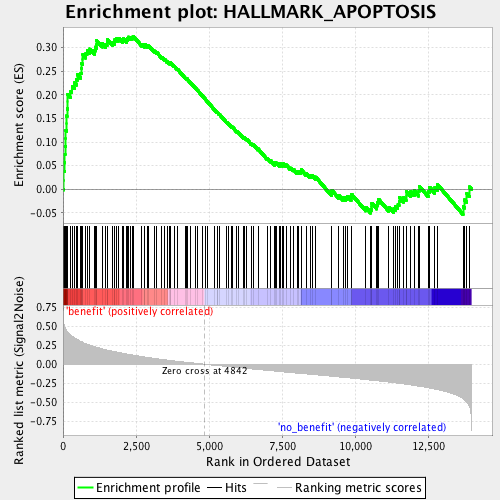 Enrichment plot: HALLMARK_APOPTOSIS
Enrichment score (ES)
0.30
0.25
0.20
0.15
0.10
0.05
0.00
-0.05
'benefit' (positively correlated)
Ranked list metric (Signal2Noise)
0.75
0.50
0.25
0.00
-0.25
-0.50
-0.75
Zero cross at 4842
'no_benefit' (negatively correlated)
0
2,500
5,000
7,500
10,000
12,500
Rank in Ordered Dataset
Enrichment profile
Hits
Ranking metric scores